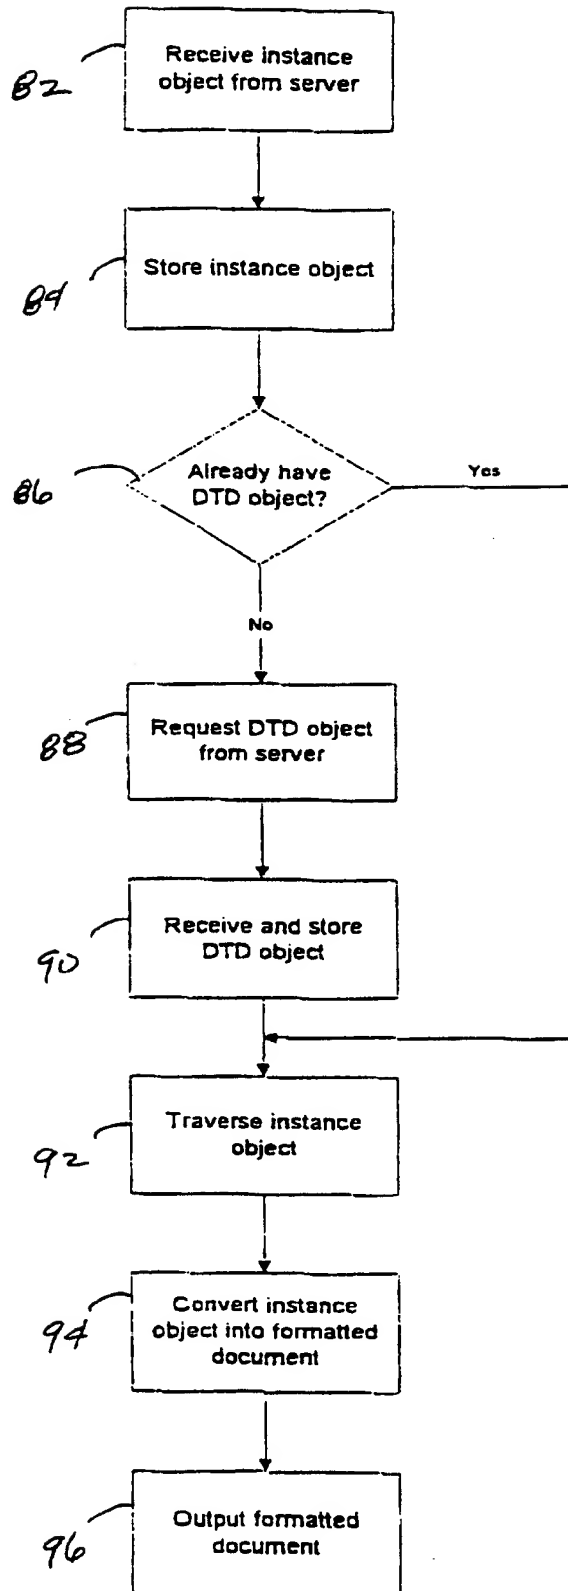 82
Receive instance
object from server
84
Store instance object
86
Already have
DTD object?
Yes
No
88
Request DTD object
from server
90
Receive and store
DTD object
92
Traverse instance
object
94
Convert instance
object into formatted
document
96
Output formatted
document